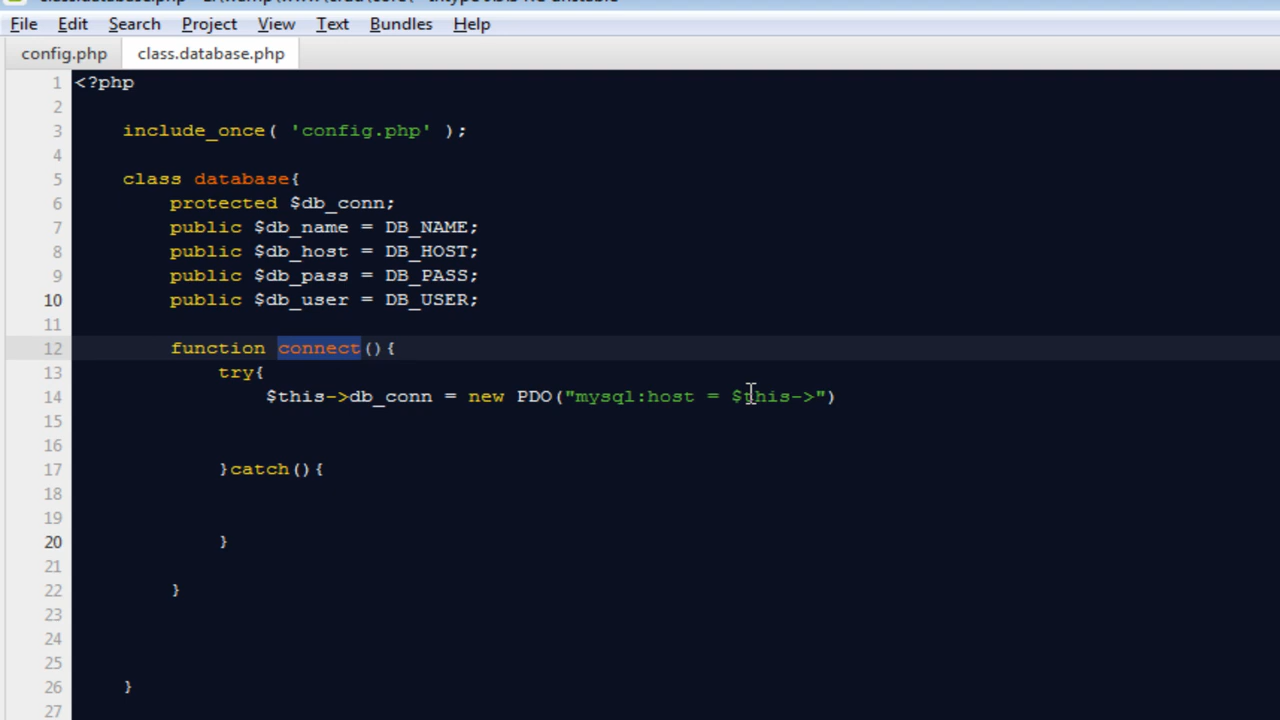 File Edit Search Project View Text Bundles Help
config.php class.database.php
1 <?php
2
3 include_once( 'config.php' );
4
5 class database{
6 protected $db_conn;
7 public $db_name = DB_NAME;
8 public $db_host = DB_HOST;
9 public $db_pass = DB_PASS;
10 public $db_user = DB_USER;
11
12 function connect(){
13 try{
14 $this->db_conn = new PDO("mysql:host = $this->")
15
16
17 }catch(){
18
19
20 }
21
22 }
23
24
25
26 }
27